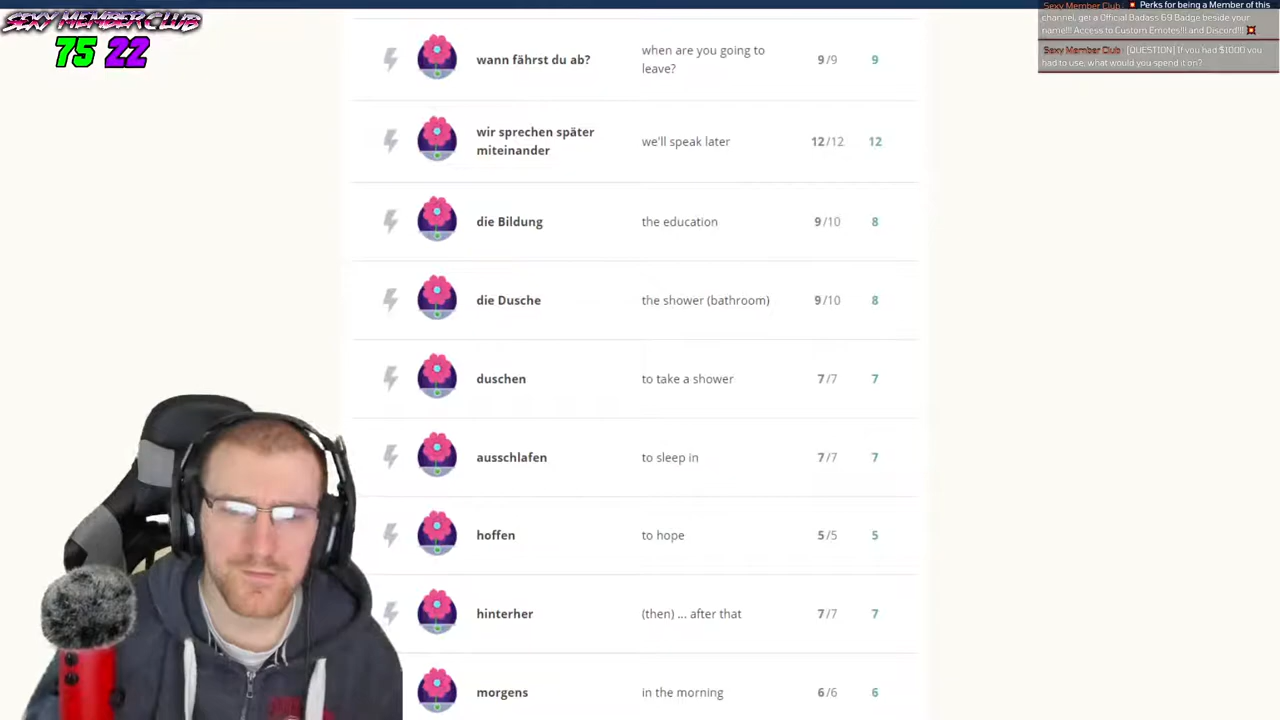 SEXY MEMBER CLUB
75 22
Sexy Member Club 💥 Perks for being a Member of this
channel, get a Official Badass 69 Badge beside your
name!!! Access to Custom Emotes!!! and Discord!!! 💥
Sexy Member Club [QUESTION] If you had $1000 you
had to use, what would you spend it on?
wann fährst du ab? when are you going to leave? 9/9 9
wir sprechen später miteinander we'll speak later 12/12 12
die Bildung the education 9/10 8
die Dusche the shower (bathroom) 9/10 8
duschen to take a shower 7/7 7
ausschlafen to sleep in 7/7 7
hoffen to hope 5/5 5
hinterher (then) ... after that 7/7 7
morgens in the morning 6/6 6